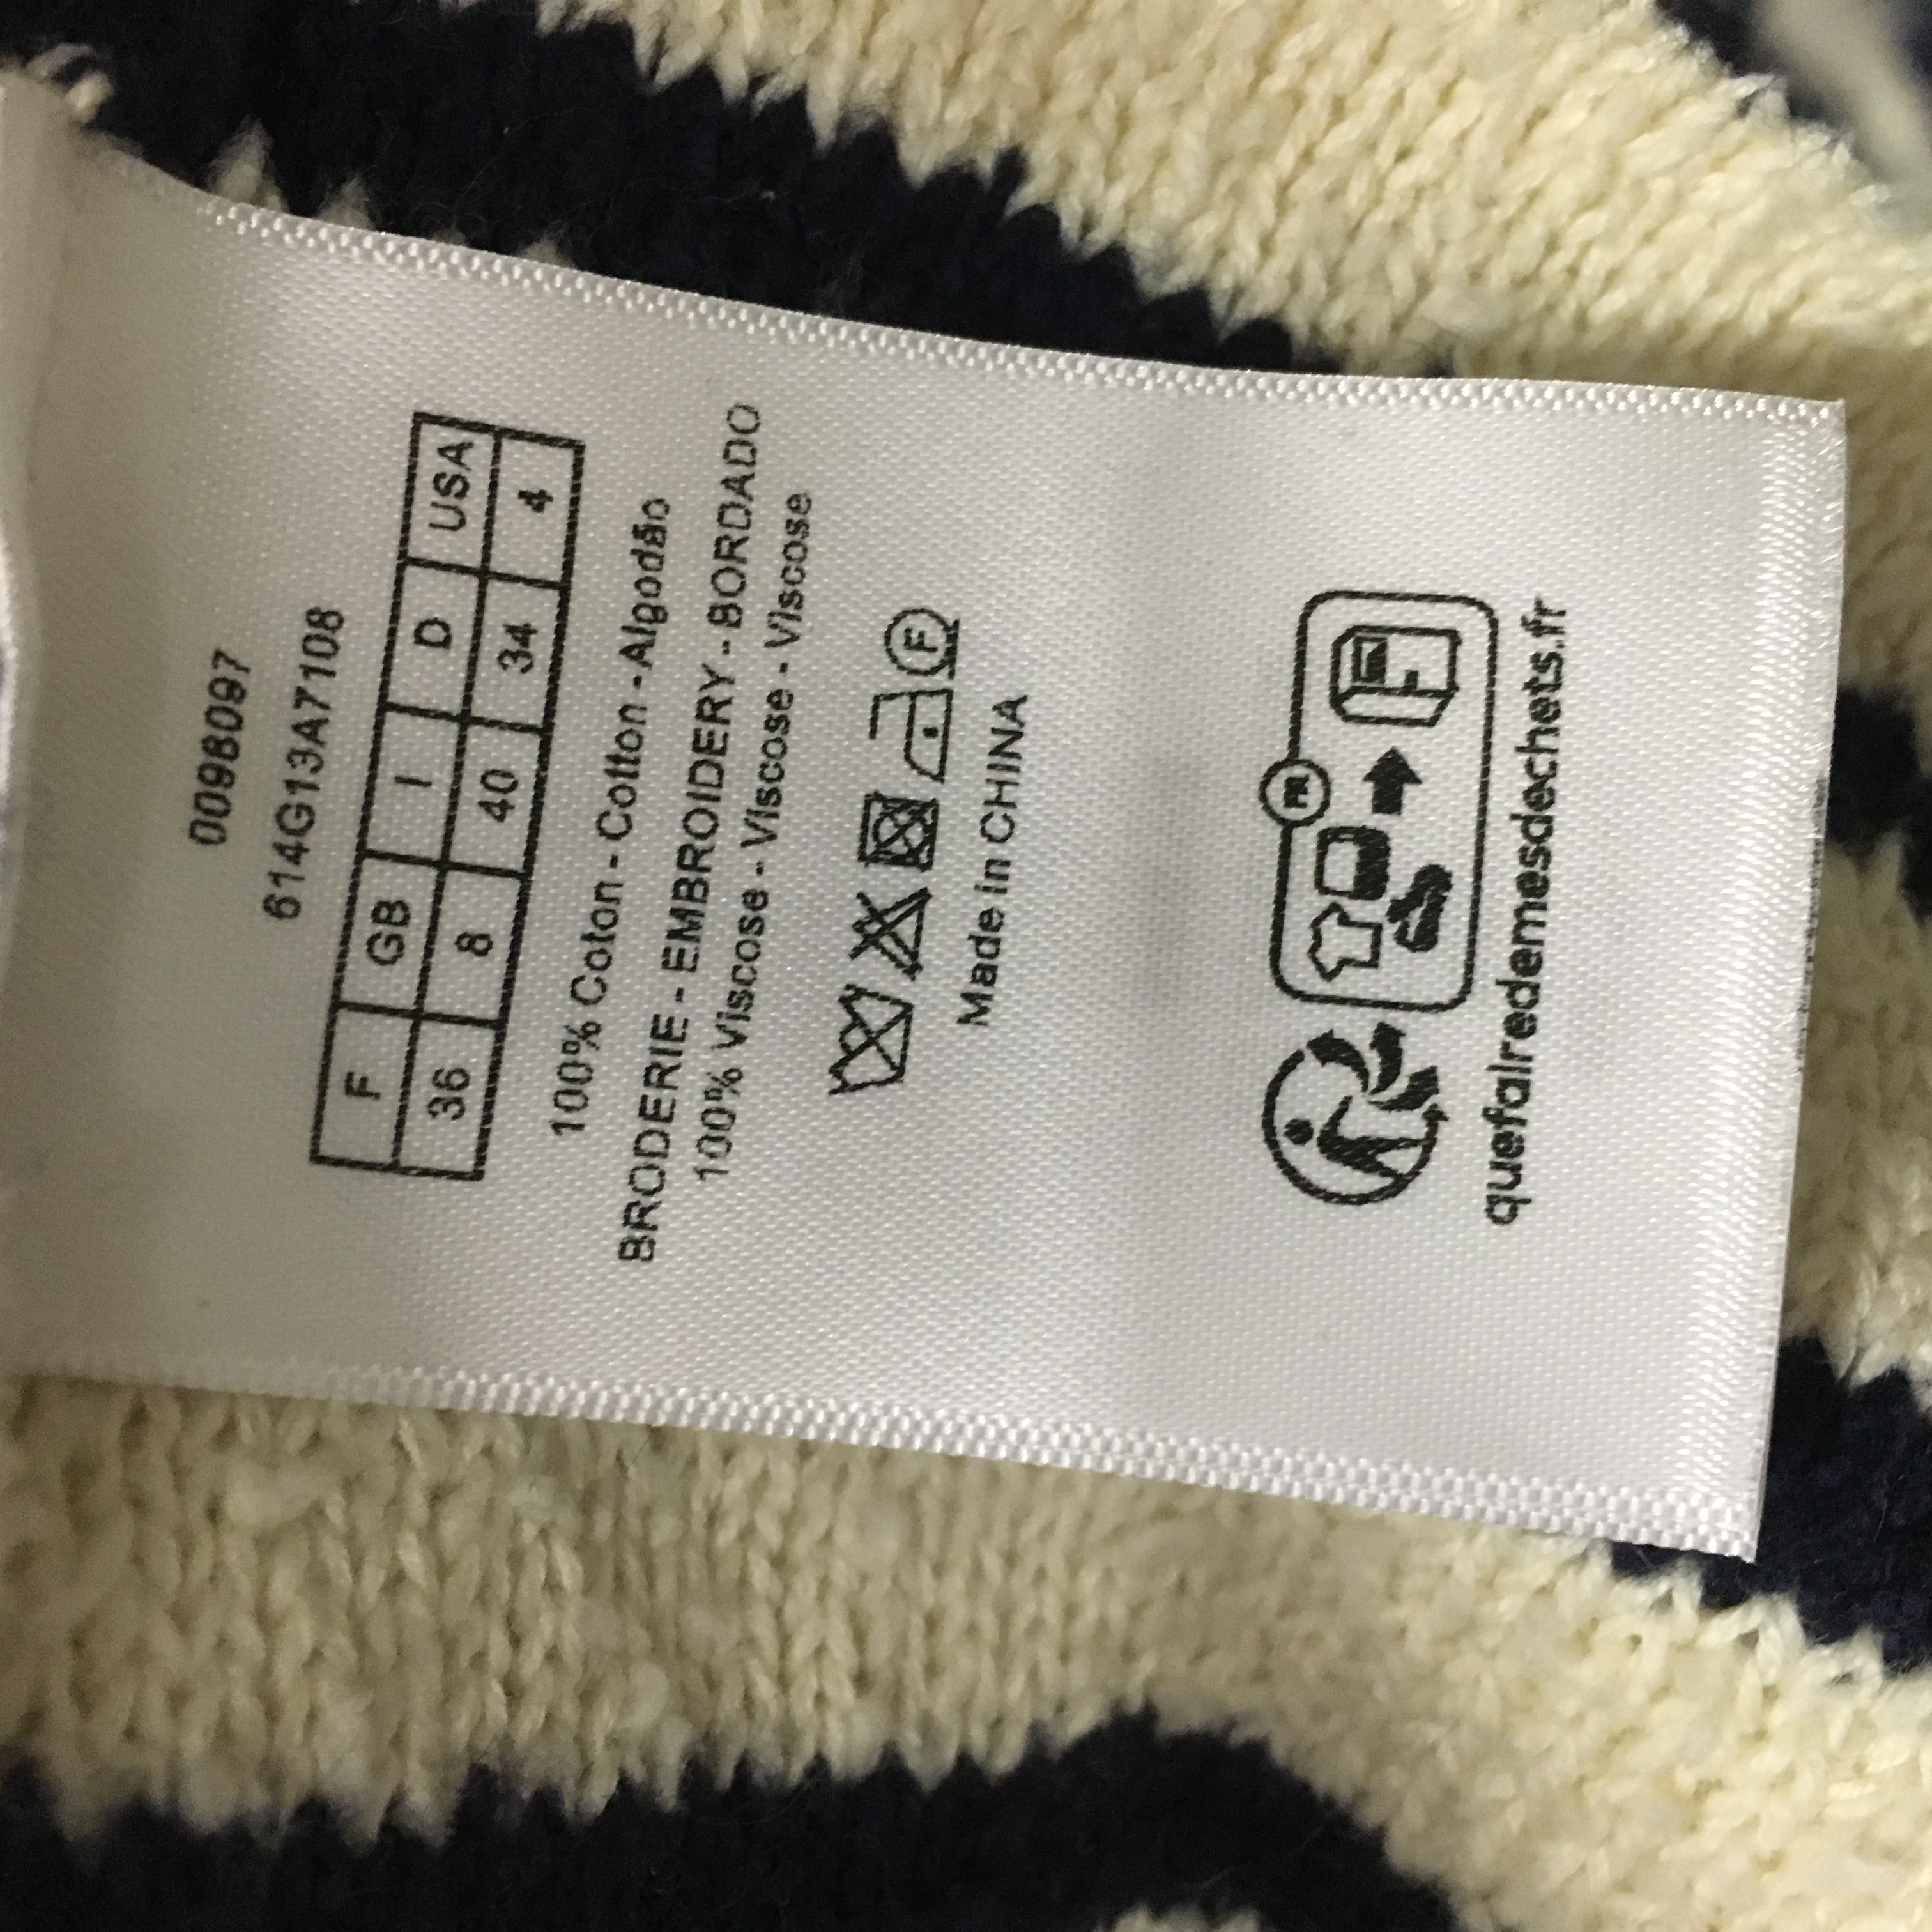 0098097
614G13A7108
F GB I D USA
36 8 40 34 4
100% Coton - Cotton - Algodão
BRODERIE - EMBROIDERY - BORDADO
100% Viscose - Viscose - Viscose
F
Made in CHINA
FR
quefairedemesdechets.fr